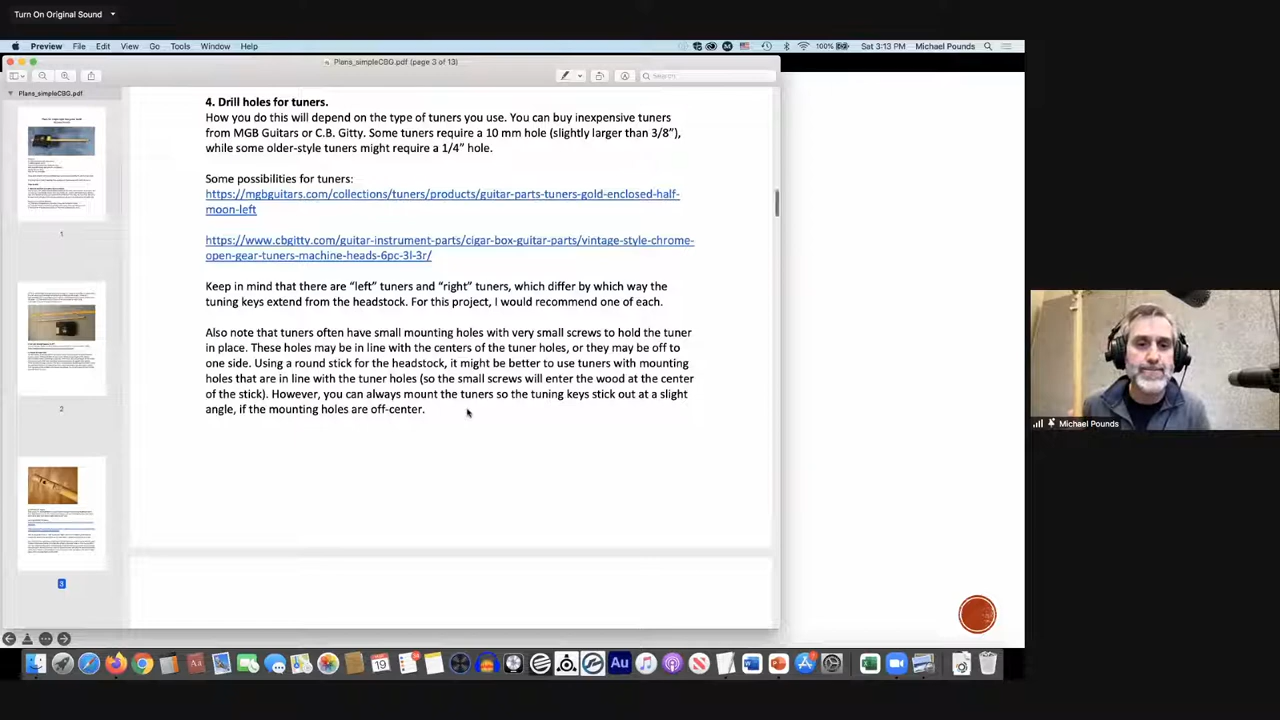 Turn On Original Sound
Preview File Edit View Go Tools Window Help 100% Sat 3:13 PM Michael Pounds
Plans_simpleCBG.pdf (page 3 of 13)
Search
Plans_simpleCBG.pdf
1
2
3
4. Drill holes for tuners.
How you do this will depend on the type of tuners you use. You can buy inexpensive tuners
from MGB Guitars or C.B. Gitty. Some tuners require a 10 mm hole (slightly larger than 3/8”),
while some older-style tuners might require a 1/4” hole.
Some possibilities for tuners:
https://mgbguitars.com/collections/tuners/products/guitar-parts-tuners-gold-enclosed-half-
moon-left
https://www.cbgitty.com/guitar-instrument-parts/cigar-box-guitar-parts/vintage-style-chrome-
open-gear-tuners-machine-heads-6pc-3l-3r/
Keep in mind that there are “left” tuners and “right” tuners, which differ by which way the
tuning keys extend from the headstock. For this project, I would recommend one of each.
Also note that tuners often have small mounting holes with very small screws to hold the tuner
in place. These holes may be in line with the centers of the tuner holes, or they may be off to
one side. Using a round stick for the headstock, it might be better to use tuners with mounting
holes that are in line with the tuner holes (so the small screws will enter the wood at the center
of the stick). However, you can always mount the tuners so the tuning keys stick out at a slight
angle, if the mounting holes are off-center.
Michael Pounds
19
Au